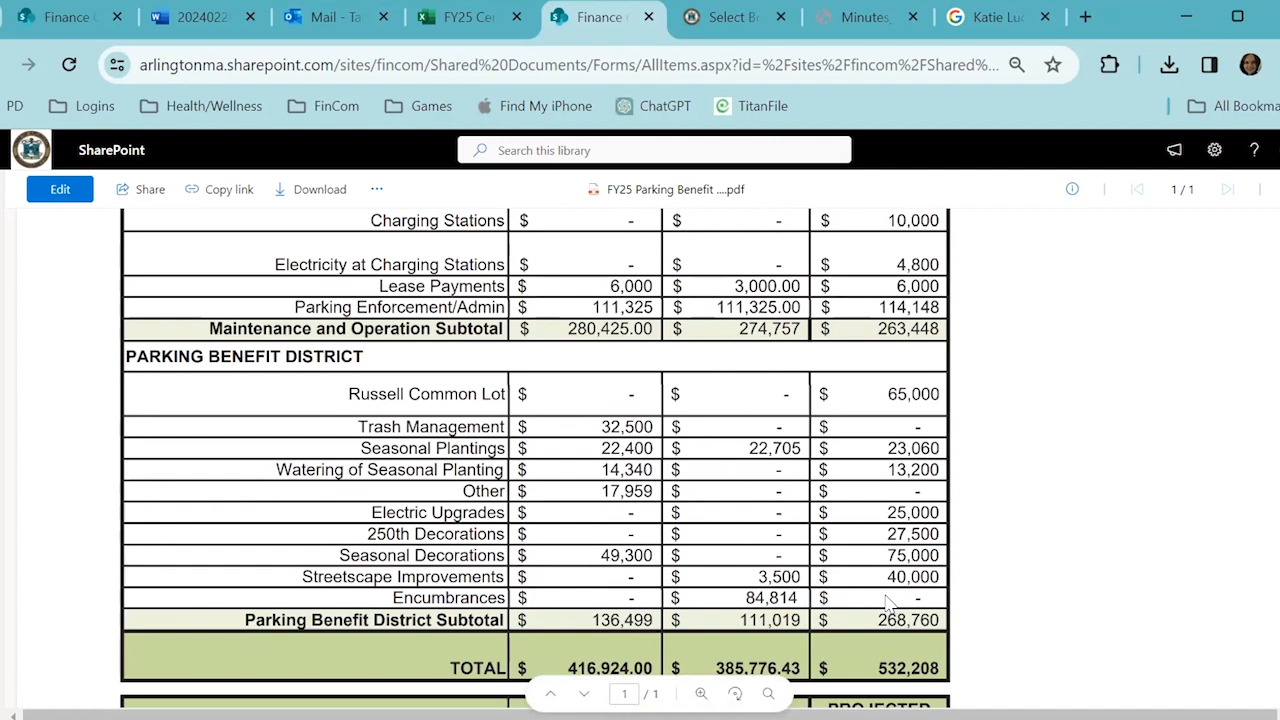 Finance
2024022
Mail - Ta
FY25 Cer
Finance
Select B
Minutes
Katie Lu
arlingtonma.sharepoint.com/sites/fincom/Shared%20Documents/Forms/AllItems.aspx?id=%2Fsites%2Ffincom%2FShared%...
PD Logins Health/Wellness FinCom Games Find My iPhone ChatGPT TitanFile All Bookma
SharePoint
Search this library
?
Edit Share Copy link Download ... FY25 Parking Benefit ....pdf 1 / 1
Charging Stations $ - $ - $ 10,000
Electricity at Charging Stations $ - $ - $ 4,800
Lease Payments $ 6,000 $ 3,000.00 $ 6,000
Parking Enforcement/Admin $ 111,325 $ 111,325.00 $ 114,148
Maintenance and Operation Subtotal $ 280,425.00 $ 274,757 $ 263,448
PARKING BENEFIT DISTRICT
Russell Common Lot $ - $ - $ 65,000
Trash Management $ 32,500 $ - $ -
Seasonal Plantings $ 22,400 $ 22,705 $ 23,060
Watering of Seasonal Planting $ 14,340 $ - $ 13,200
Other $ 17,959 $ - $ -
Electric Upgrades $ - $ - $ 25,000
250th Decorations $ - $ - $ 27,500
Seasonal Decorations $ 49,300 $ - $ 75,000
Streetscape Improvements $ - $ 3,500 $ 40,000
Encumbrances $ - $ 84,814 $ -
Parking Benefit District Subtotal $ 136,499 $ 111,019 $ 268,760
TOTAL $ 416,924.00 $ 385,776.43 $ 532,208
1 / 1
PROJECTED